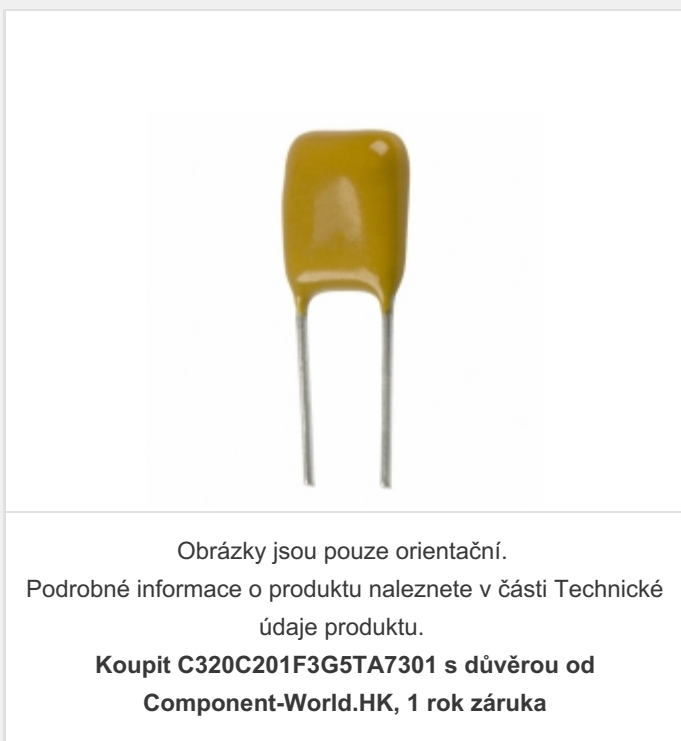 Obrázky jsou pouze orientační.
Podrobné informace o produktu naleznete v části Technické
údaje produktu.
Koupit C320C201F3G5TA7301 s důvěrou od
Component-World.HK, 1 rok záruka